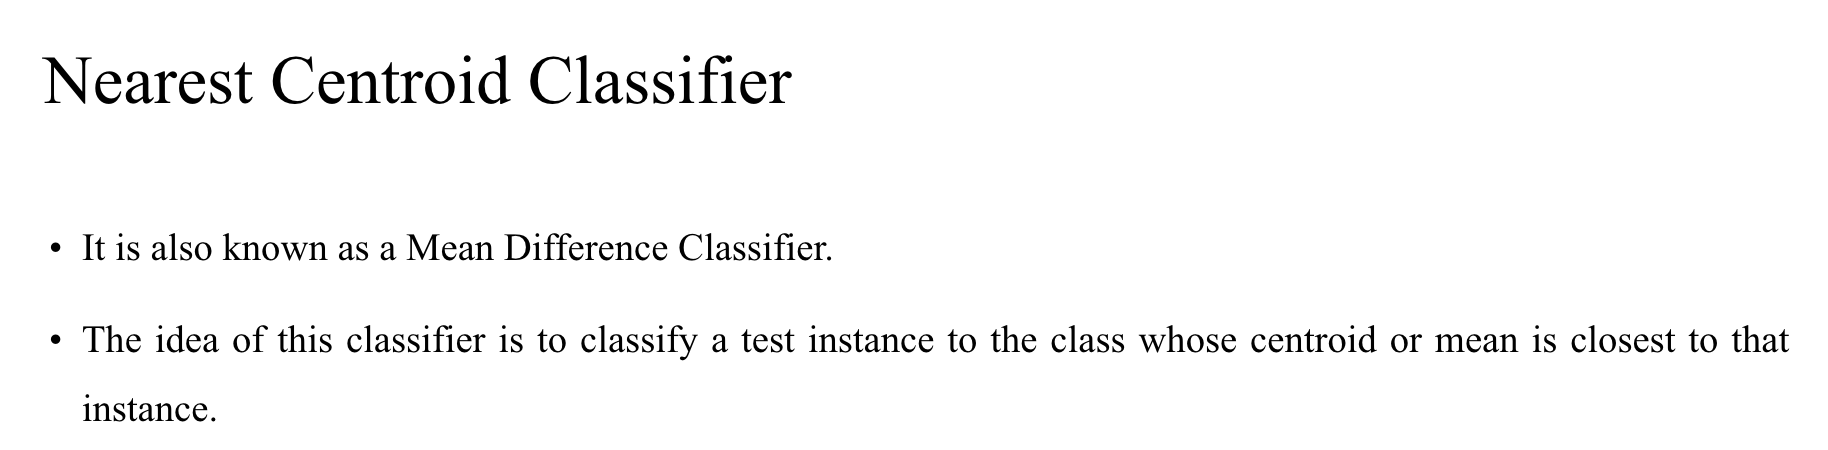 Nearest Centroid Classifier
• It is also known as a Mean Difference Classifier.
• The idea of this classifier is to classify a test instance to the class whose centroid or mean is closest to that
instance.